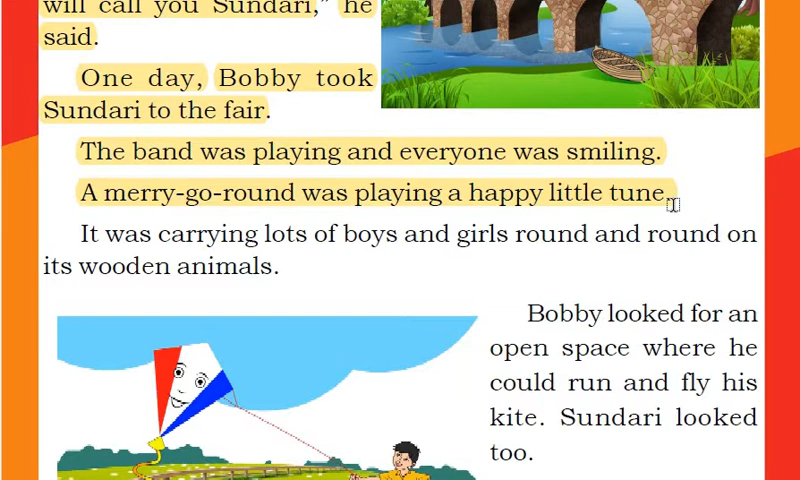 will call you Sundari,” he
said.
One day, Bobby took
Sundari to the fair.
The band was playing and everyone was smiling.
A merry-go-round was playing a happy little tune.
It was carrying lots of boys and girls round and round on
its wooden animals.
Bobby looked for an
open space where he
could run and fly his
kite. Sundari looked
too.